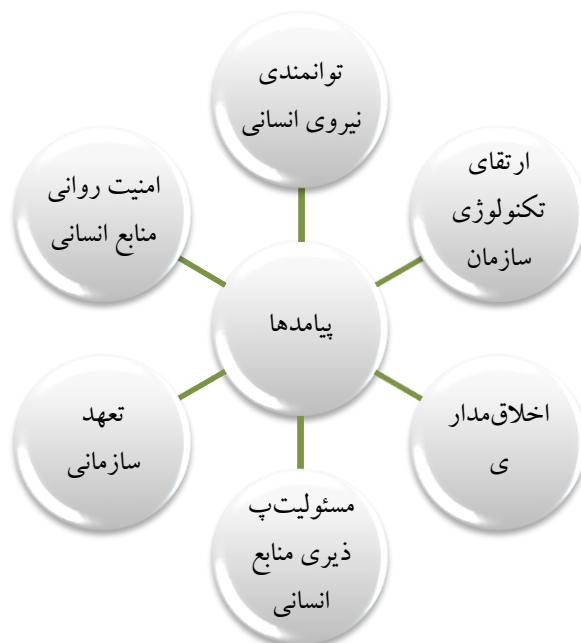 توانمندی
نیروی انسانی
ارتقای
تکنولوژی
سازمان
اخلاق‌مدار
ی
مسئولیت‌پ
ذیری منابع
انسانی
تعهد
سازمانی
امنیت روانی
منابع انسانی
پیامدها